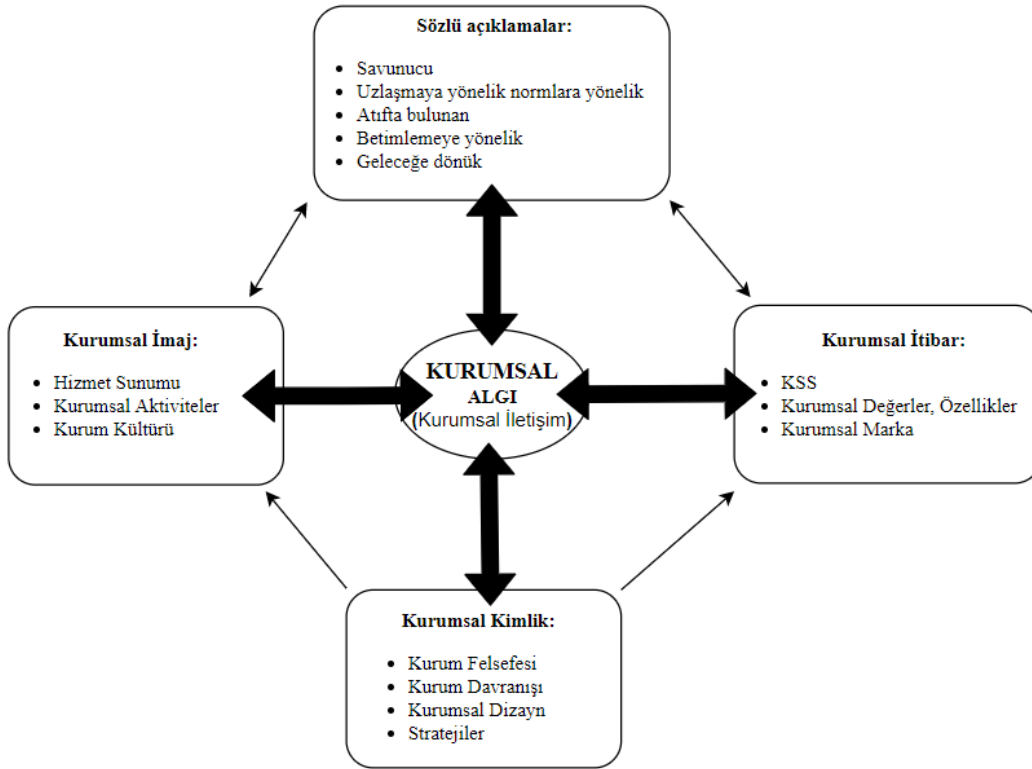 Sözlü açıklamalar:
• Savunucu
• Uzlaşmaya yönelik normlara yönelik
• Atıfta bulunan
• Betimlemeye yönelik
• Geleceğe dönük
Kurumsal İmaj:
• Hizmet Sunumu
• Kurumsal Aktiviteler
• Kurum Kültürü
KURUMSAL
ALGI
(Kurumsal İletişim)
Kurumsal İtibar:
• KSS
• Kurumsal Değerler, Özellikler
• Kurumsal Marka
Kurumsal Kimlik:
• Kurum Felsefesi
• Kurum Davranışı
• Kurumsal Dizayn
• Stratejiler